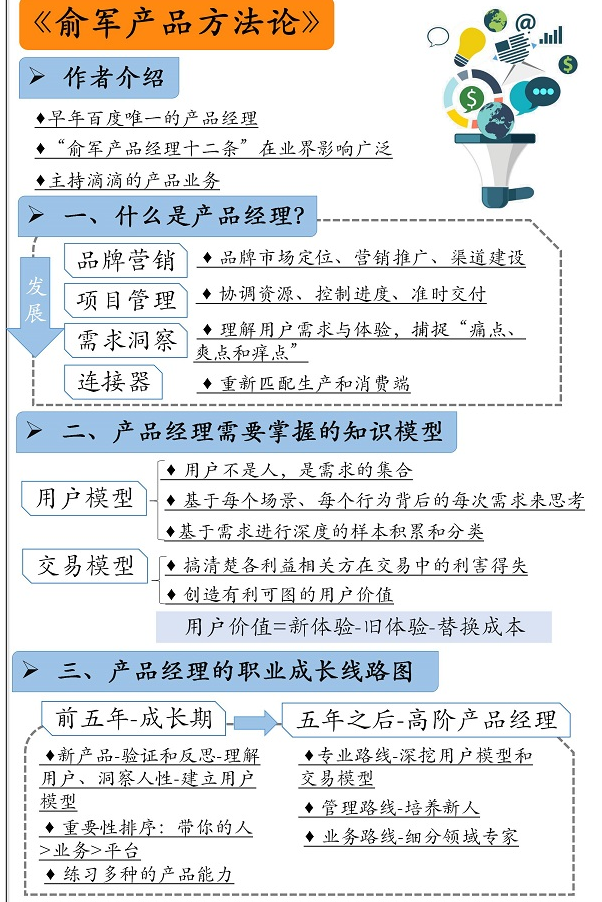 《俞军产品方法论》
➢ 作者介绍
♦早年百度唯一的产品经理
♦“俞军产品经理十二条”在业界影响广泛
♦主持滴滴的产品业务
➢ 一、什么是产品经理?
发展
品牌营销
♦ 品牌市场定位、营销推广、渠道建设
项目管理
♦ 协调资源、控制进度、准时交付
需求洞察
♦ 理解用户需求与体验，捕捉“痛点、
爽点和痒点”
连接器
♦ 重新匹配生产和消费端
➢ 二、产品经理需要掌握的知识模型
用户模型
♦ 用户不是人，是需求的集合
♦ 基于每个场景、每个行为背后的每次需求来思考
♦基于需求进行深度的样本积累和分类
交易模型
♦ 搞清楚各利益相关方在交易中的利害得失
♦ 创造有利可图的用户价值
用户价值=新体验-旧体验-替换成本
➢ 三、产品经理的职业成长线路图
前五年-成长期
♦新产品-验证和反思-理解
用户、洞察人性-建立用户
模型
♦ 重要性排序：带你的人
>业务>平台
♦ 练习多种的产品能力
五年之后-高阶产品经理
♦专业路线-深挖用户模型和
交易模型
♦ 管理路线-培养新人
♦ 业务路线-细分领域专家